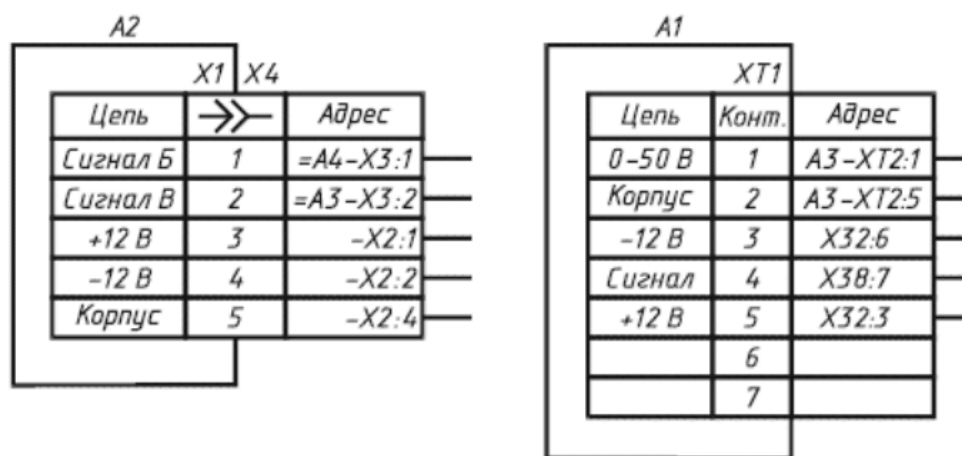 A2
X1 X4
Цепь Адрес
Сигнал Б 1 =A4-X3:1
Сигнал В 2 =A3-X3:2
+12 В 3 -X2:1
-12 В 4 -X2:2
Корпус 5 -X2:4
A1
XT1
Цепь Конт. Адрес
0-50 В 1 A3-XT2:1
Корпус 2 A3-XT2:5
-12 В 3 X32:6
Сигнал 4 X38:7
+12 В 5 X32:3
6
7